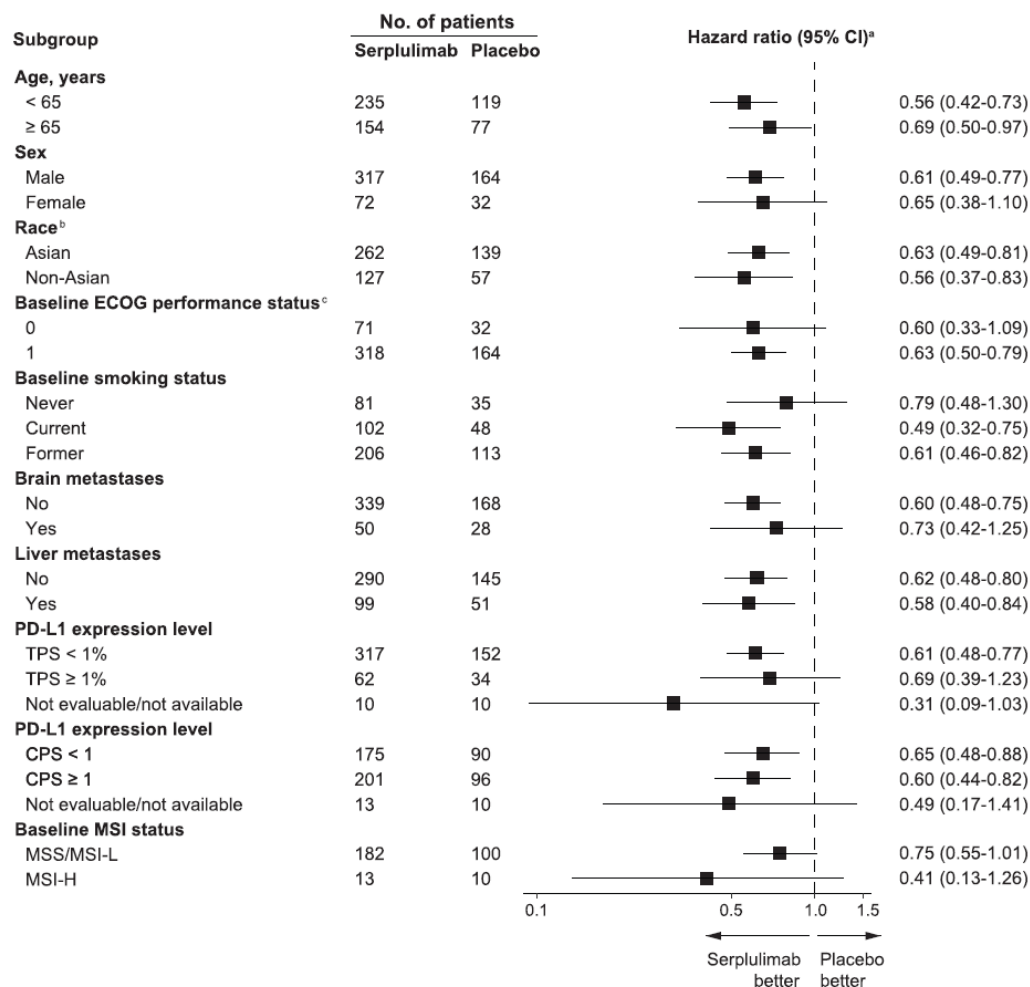 No. of patients
Subgroup Serplulimab Placebo Hazard ratio (95% CI)ᵃ
Age, years
< 65 235 119 0.56 (0.42-0.73)
≥ 65 154 77 0.69 (0.50-0.97)
Sex
Male 317 164 0.61 (0.49-0.77)
Female 72 32 0.65 (0.38-1.10)
Raceᵇ
Asian 262 139 0.63 (0.49-0.81)
Non-Asian 127 57 0.56 (0.37-0.83)
Baseline ECOG performance statusᶜ
0 71 32 0.60 (0.33-1.09)
1 318 164 0.63 (0.50-0.79)
Baseline smoking status
Never 81 35 0.79 (0.48-1.30)
Current 102 48 0.49 (0.32-0.75)
Former 206 113 0.61 (0.46-0.82)
Brain metastases
No 339 168 0.60 (0.48-0.75)
Yes 50 28 0.73 (0.42-1.25)
Liver metastases
No 290 145 0.62 (0.48-0.80)
Yes 99 51 0.58 (0.40-0.84)
PD-L1 expression level
TPS < 1% 317 152 0.61 (0.48-0.77)
TPS ≥ 1% 62 34 0.69 (0.39-1.23)
Not evaluable/not available 10 10 0.31 (0.09-1.03)
PD-L1 expression level
CPS < 1 175 90 0.65 (0.48-0.88)
CPS ≥ 1 201 96 0.60 (0.44-0.82)
Not evaluable/not available 13 10 0.49 (0.17-1.41)
Baseline MSI status
MSS/MSI-L 182 100 0.75 (0.55-1.01)
MSI-H 13 10 0.41 (0.13-1.26)
0.1 0.5 1.0 1.5
Serplulimab Placebo
better better